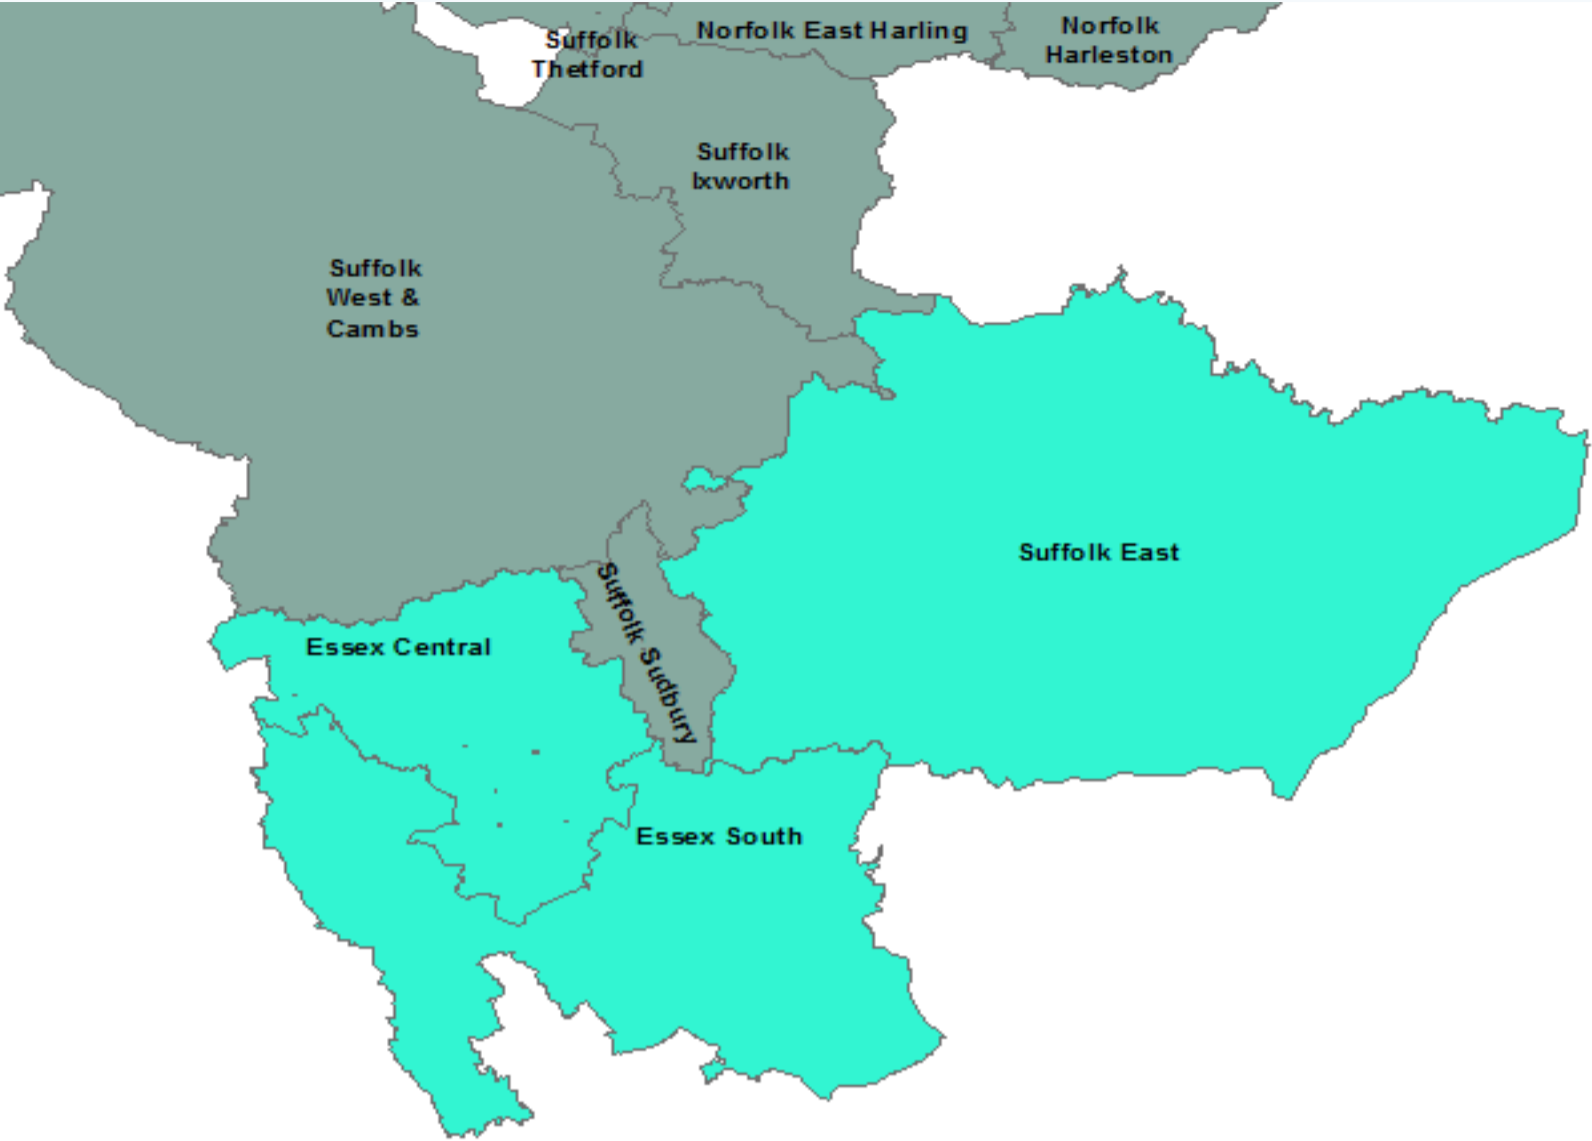 Suffolk
Thetford
Norfolk East Harling
Norfolk
Harleston
Suffolk
Ixworth
Suffolk
West &
Cambs
Suffolk East
Suffolk Sudbury
Essex Central
Essex South